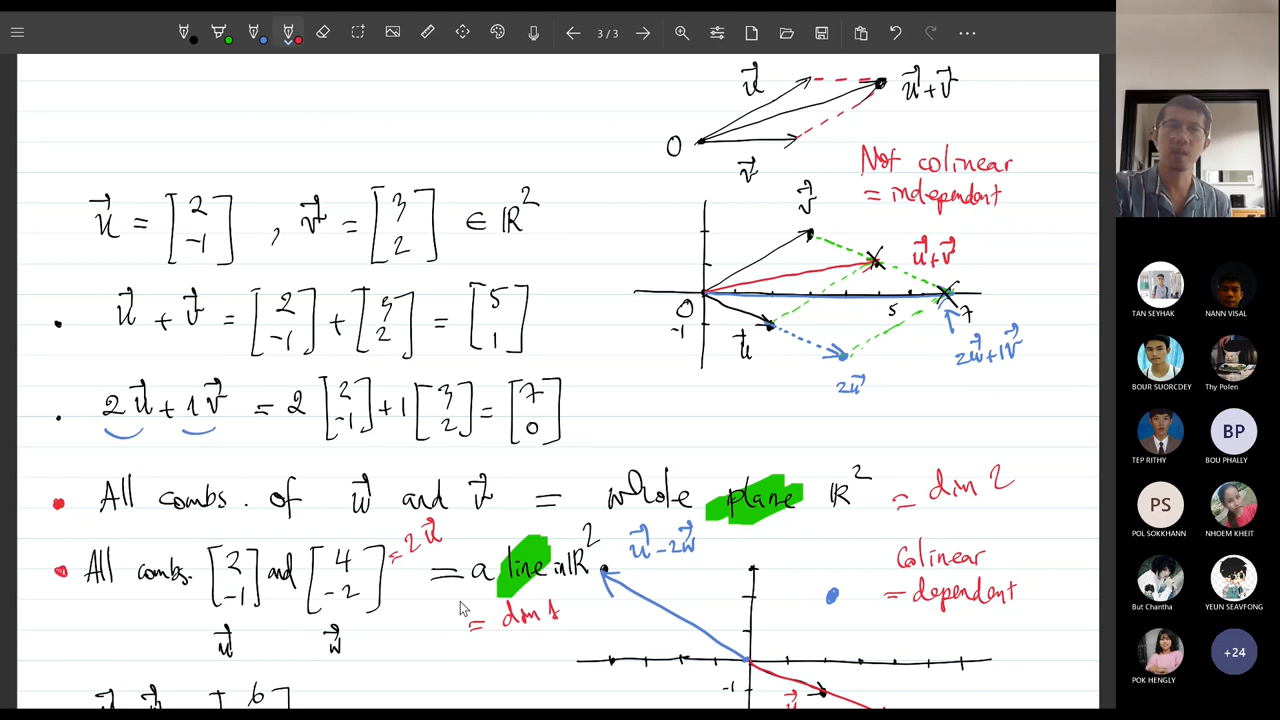 3 / 3
u⃗
u⃗ + v⃗
O
v⃗
Not colinear
= independent
u⃗ = [2 -1] , v⃗ = [3 2] ∈ ℝ²
v⃗
u⃗ + v⃗
O
5
7
-1
u⃗
2u⃗ + 1v⃗
2u⃗
• u⃗ + v⃗ = [2 -1] + [3 2] = [5 1]
• 2u⃗ + 1v⃗ = 2 [2 -1] + 1 [3 2] = [7 0]
• All combs. of u⃗ and v⃗ = whole plane ℝ² = dim 2
• All combs. [2 -1] and [4 -2] = 2u⃗ = a line in ℝ²
= dim 1
u⃗ w⃗
u⃗ - 2w⃗
Colinear
= dependent
-1
u⃗
6
TAN SEYHAK
NANN VISAL
BOUR SUORCDEY
Thy Polen
TEP RITHY
BP
BOU PHALLY
PS
POL SOKKHANN
NHOEM KHEIT
But Chantha
YEUN SEAVFONG
POK HENGLY
+24